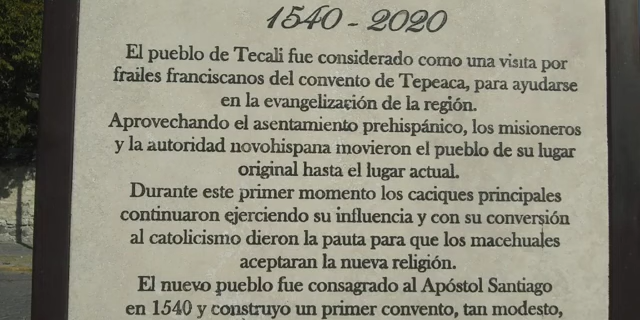 1540 - 2020
El pueblo de Tecali fue considerado como una visita por
frailes franciscanos del convento de Tepeaca, para ayudarse
en la evangelización de la región.
Aprovechando el asentamiento prehispánico, los misioneros
y la autoridad novohispana movieron el pueblo de su lugar
original hasta el lugar actual.
Durante este primer momento los caciques principales
continuaron ejerciendo su influencia y con su conversión
al catolicismo dieron la pauta para que los macehuales
aceptaran la nueva religión.
El nuevo pueblo fue consagrado al Apóstol Santiago
en 1540 y construyo un primer convento, tan modesto,